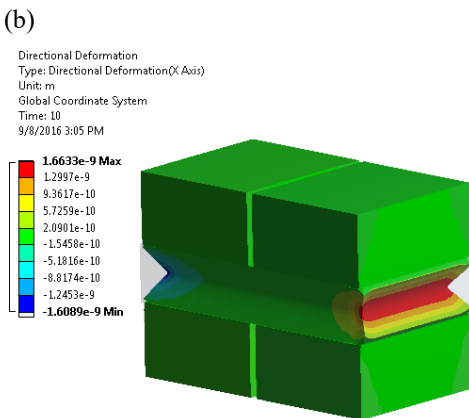 (b)
Directional Deformation
Type: Directional Deformation(X Axis)
Unit: m
Global Coordinate System
Time: 10
9/8/2016 3:05 PM
1.6633e-9 Max
1.2997e-9
9.3617e-10
5.7259e-10
2.0901e-10
-1.5458e-10
-5.1816e-10
-8.8174e-10
-1.2453e-9
-1.6089e-9 Min